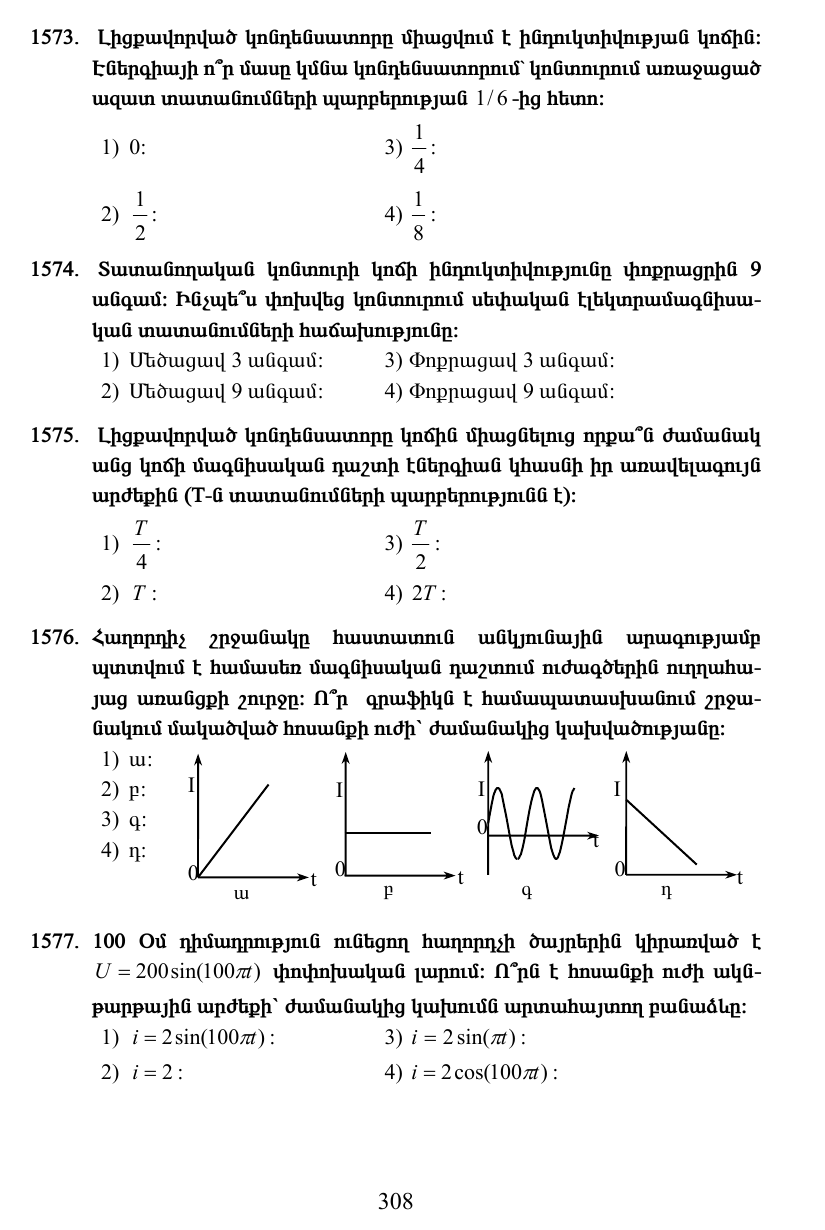 1573. Լիցքավորված կոնդենսատորը միացվում է ինդուկտիվության կոճին:
Էներգիայի ո՞ր մասը կմնա կոնդենսատորում՝ կոնտուրում առաջացած
ազատ տատանումների պարբերության 1/6-ից հետո:
1) 0: 3) 1/4:
2) 1/2: 4) 1/8:
1574. Տատանողական կոնտուրի կոճի ինդուկտիվությունը փոքրացրին 9
անգամ: Ինչպե՞ս փոխվեց կոնտուրում սեփական էլեկտրամագնիսա-
կան տատանումների հաճախությունը:
1) Մեծացավ 3 անգամ: 3) Փոքրացավ 3 անգամ:
2) Մեծացավ 9 անգամ: 4) Փոքրացավ 9 անգամ:
1575. Լիցքավորված կոնդենսատորը կոճին միացնելուց որքա՞ն ժամանակ
անց կոճի մագնիսական դաշտի էներգիան կհասնի իր առավելագույն
արժեքին (T-ն տատանումների պարբերությունն է):
1) T/4: 3) T/2:
2) T: 4) 2T:
1576. Հաղորդիչ շրջանակը հաստատուն անկյունային արագությամբ
պտտվում է համասեռ մագնիսական դաշտում ուժագծերին ուղղահա-
յաց առանցքի շուրջը: Ո՞ր գրաֆիկն է համապատասխանում շրջա-
նակում մակածված հոսանքի ուժի՝ ժամանակից կախվածությանը:
1) ա:
2) բ:
3) գ:
4) դ:
I 0 t ա
I 0 t բ
I 0 t գ
I 0 t դ
1577. 100 Օմ դիմադրություն ունեցող հաղորդչի ծայրերին կիրառված է
U = 200sin(100πt) փոփոխական լարում: Ո՞րն է հոսանքի ուժի ակն-
թարթային արժեքի՝ ժամանակից կախումն արտահայտող բանաձևը:
1) i = 2sin(100πt): 3) i = 2sin(πt):
2) i = 2: 4) i = 2cos(100πt):
308